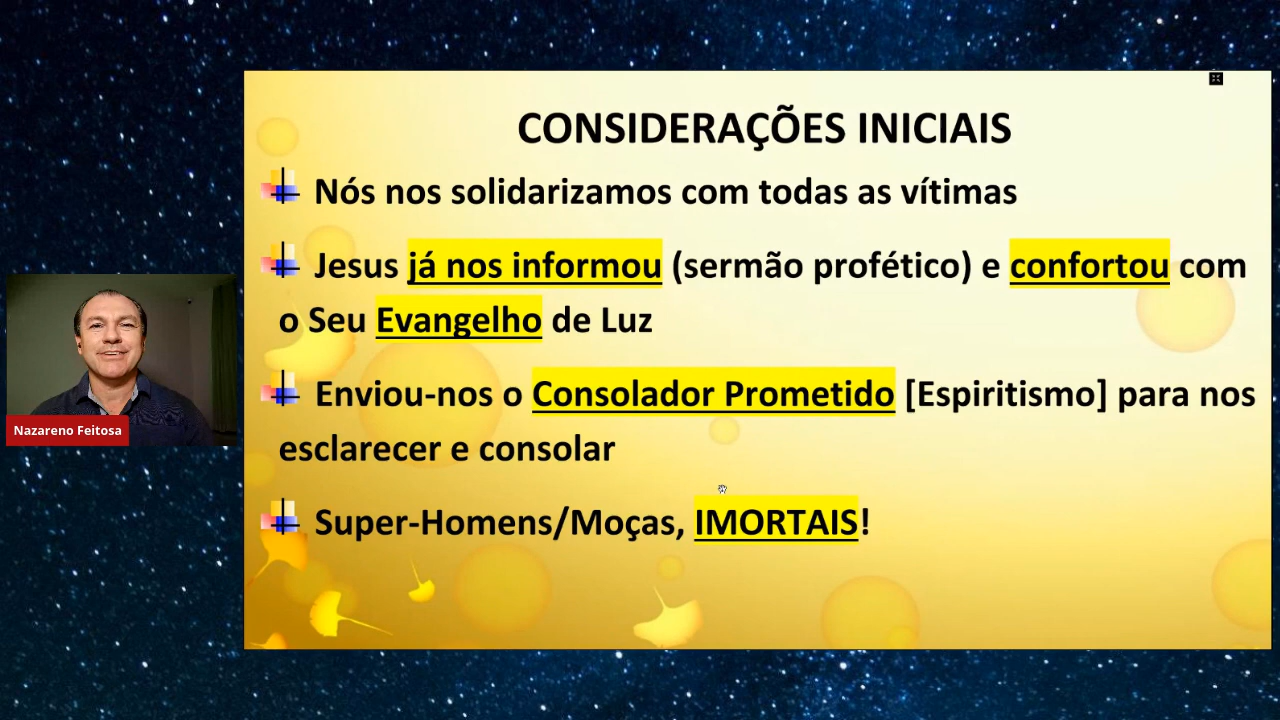 CONSIDERAÇÕES INICIAIS
Nós nos solidarizamos com todas as vítimas
Jesus já nos informou (sermão profético) e confortou com
o Seu Evangelho de Luz
Enviou-nos o Consolador Prometido [Espiritismo] para nos
esclarecer e consolar
Super-Homens/Moças, IMORTAIS!
Nazareno Feitosa